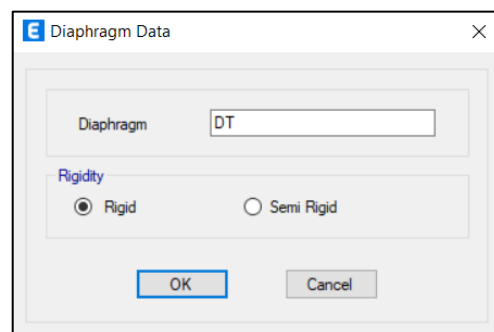 E Diaphragm Data
Diaphragm DT
Rigidity
Rigid Semi Rigid
OK Cancel